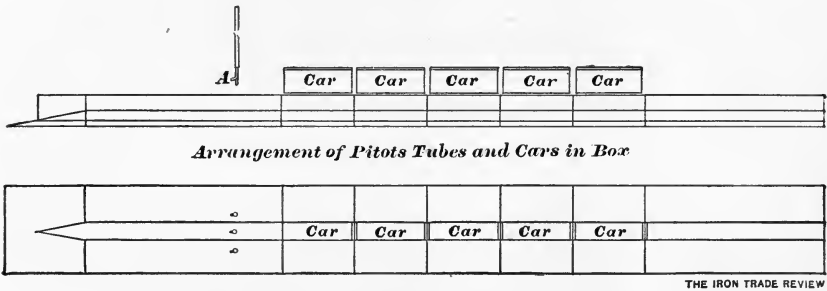 A
Car Car Car Car Car
Arrangement of Pitots Tubes and Cars in Box
Car Car Car Car Car
THE IRON TRADE REVIEW